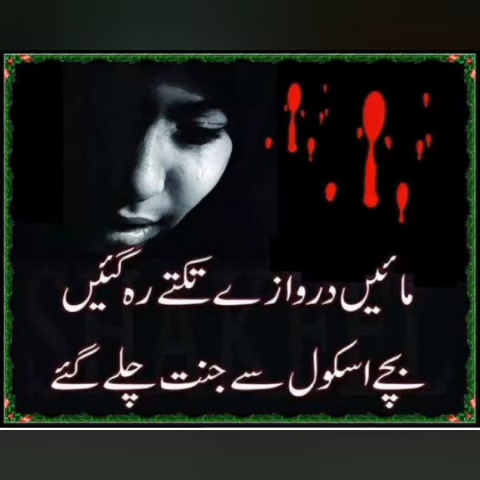 مائیں دروازے تکتے رہ گئیں
بچے اسکول سے جنت چلے گئے